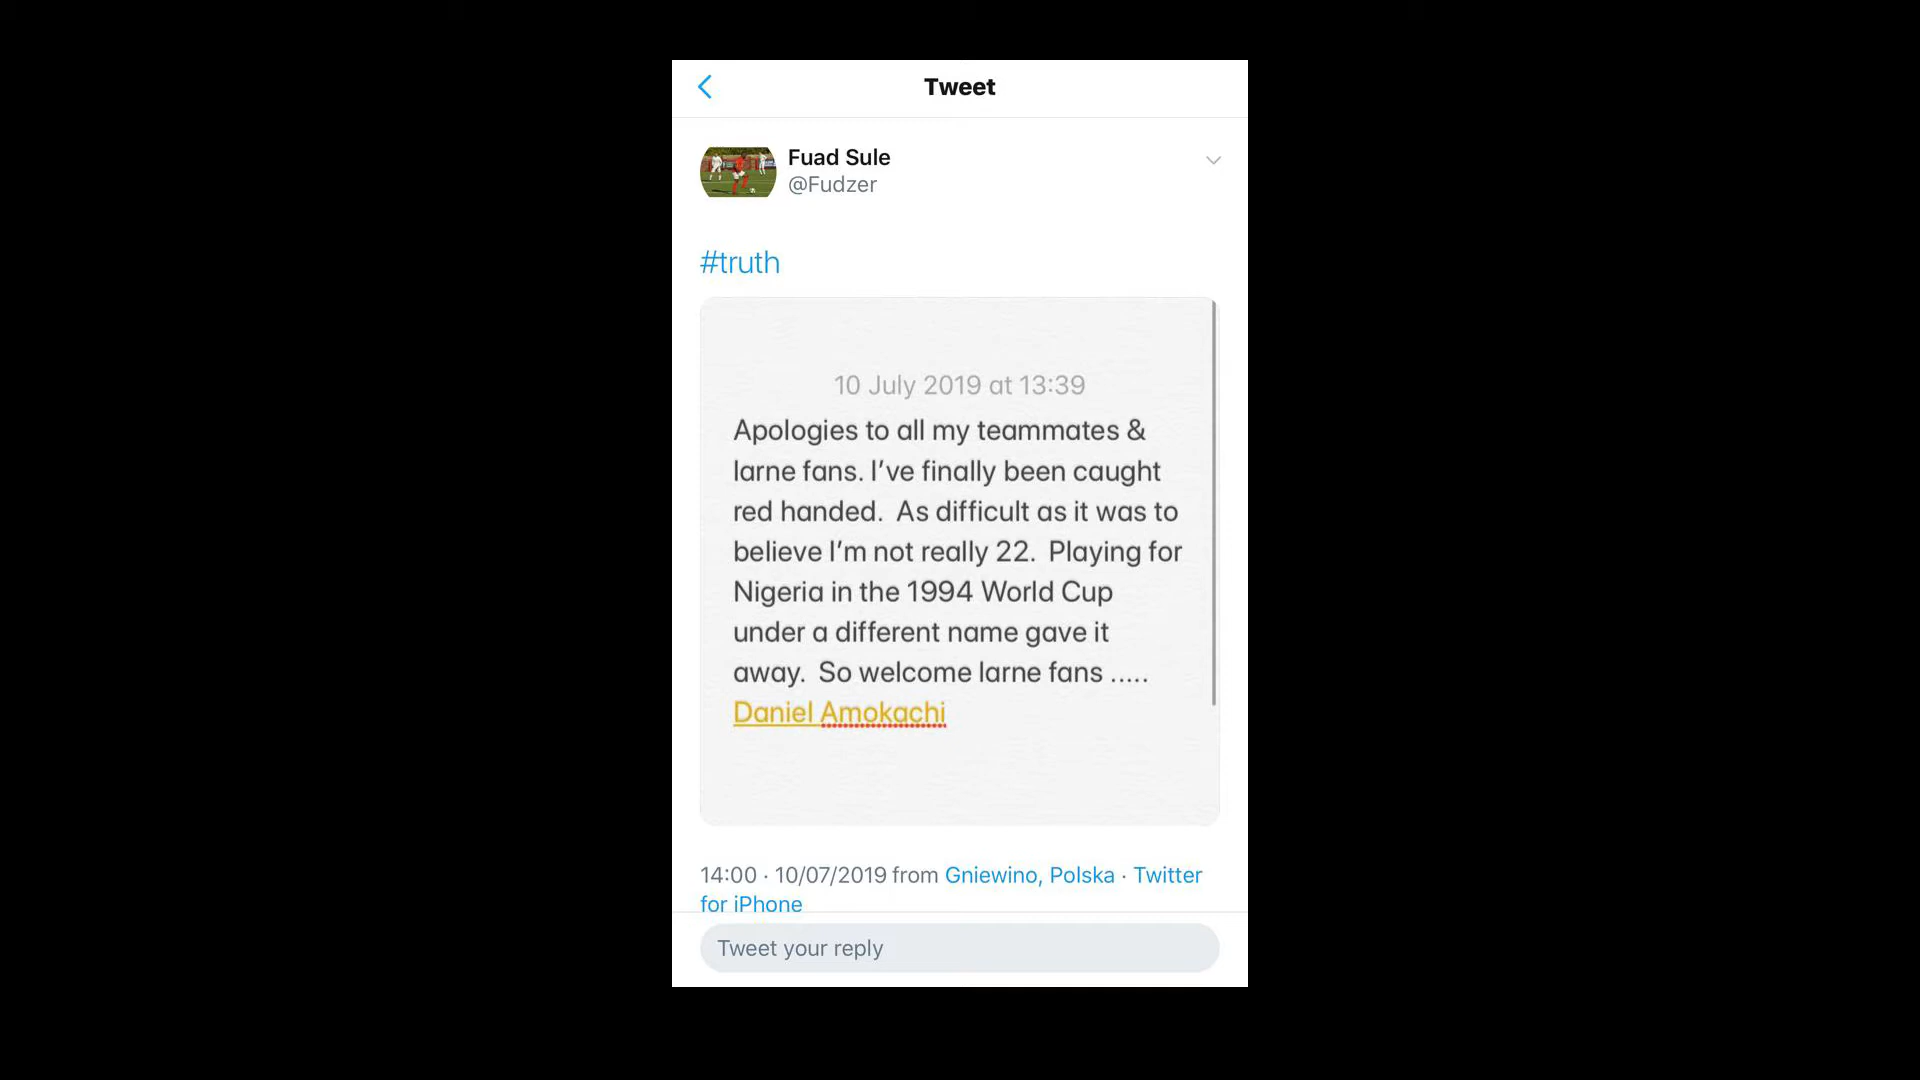 Tweet
Fuad Sule
@Fudzer
#truth
10 July 2019 at 13:39
Apologies to all my teammates &
larne fans. I’ve finally been caught
red handed.  As difficult as it was to
believe I’m not really 22.  Playing for
Nigeria in the 1994 World Cup
under a different name gave it
away.  So welcome larne fans .....
Daniel Amokachi
14:00 · 10/07/2019 from Gniewino, Polska · Twitter
for iPhone
Tweet your reply